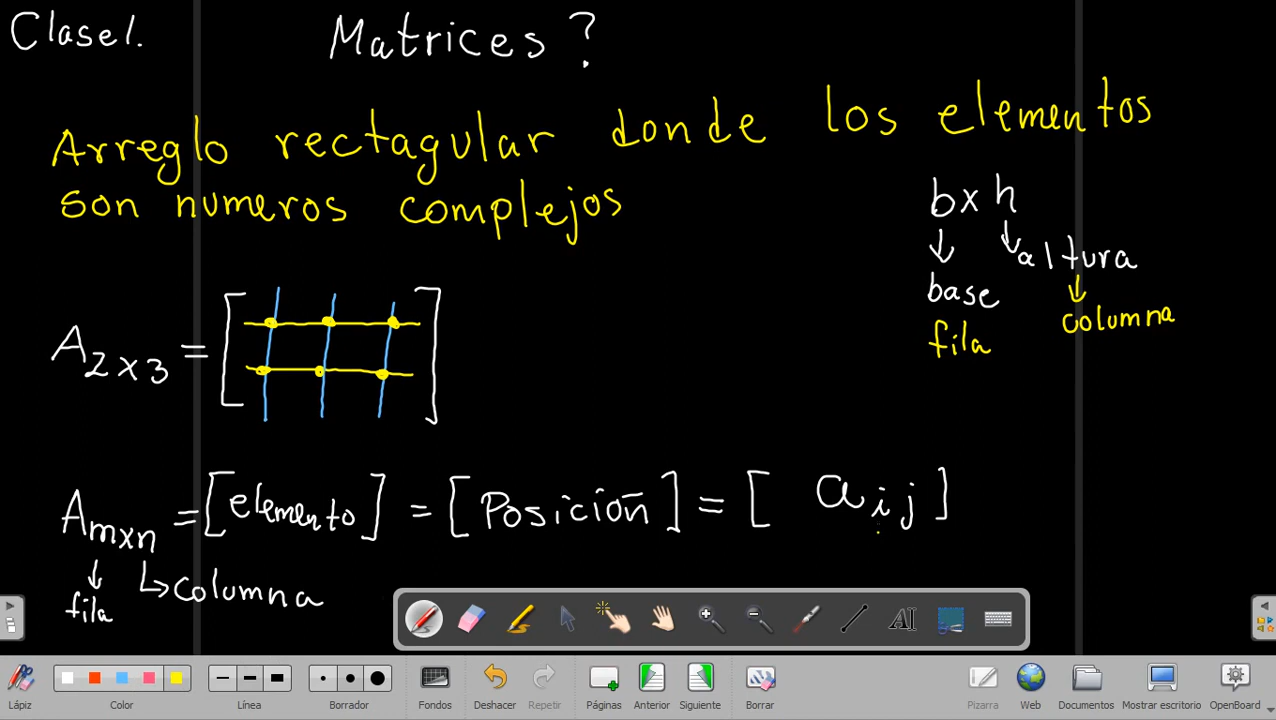 Clase1.
Matrices?
Arreglo rectagular donde los elementos
son numeros complejos
bxh
altura
base
columna
fila
A2x3 = [ ]
Amxn = [elemento] = [Posición] = [ aij ]
columna
fila
Lápiz
Color
Línea
Borrador
Fondos
Deshacer
Repetir
Páginas
Anterior
Siguiente
Borrar
Pizarra
Web
Documentos
Mostrar escritorio
OpenBoard
AI